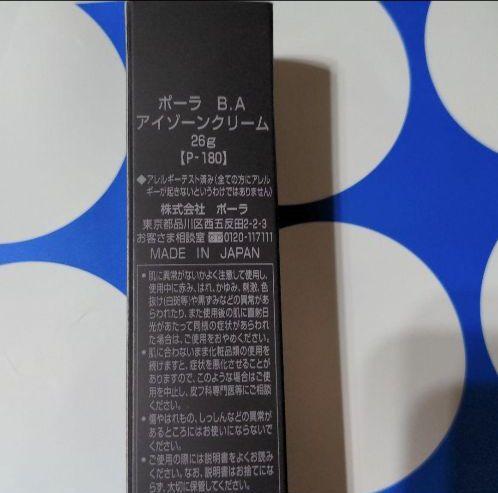 ポーラ B.A
アイゾーンクリーム
26g
【P-180】
◆アレルギーテスト済み(全ての方にアレル
ギーが起きないというわけではありません)
株式会社 ポーラ
東京都品川区西五反田2-2-3
お客さま相談室 0120-117111
MADE IN JAPAN
• 肌に異常がないかよく注意して使用し、
使用中に赤み、はれ、かゆみ、刺激、色
抜け(白斑等)や黒ずみなどの異常があ
らわれたり、また使用後の肌に直射日
光があたって同様の症状があらわれ
た場合は、ご使用をおやめください。
• 肌に合わないまま化粧品類の使用を
続けますと、症状を悪化させることが
ありますので、このような場合はご使
用を中止し、皮フ科専門医等にご相談
ください。
• 傷やはれもの、しっしんなどの異常が
あるところにはお使いにならないで
ください。
• ご使用の際には説明書をよくお読み
ください。なお、説明書はお捨てになら
ず、大切に保管してください。